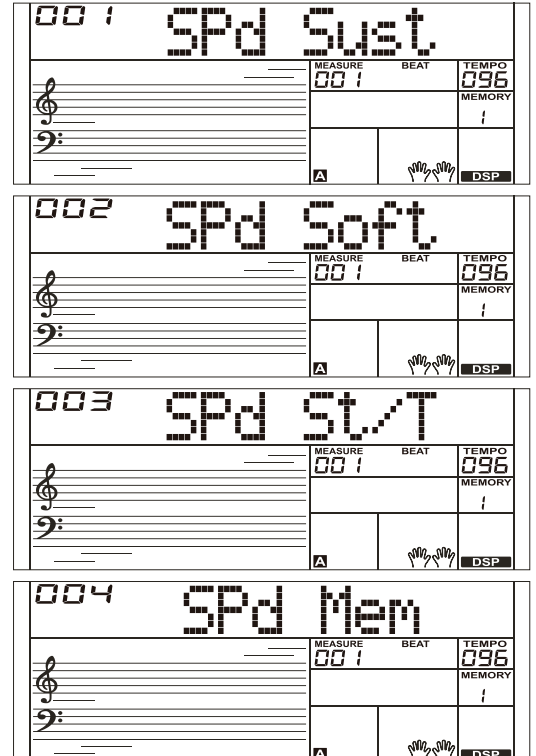 001 SPd Sust.
MEASURE BEAT TEMPO
001 096
MEMORY
1
A DSP
002 SPd Soft.
MEASURE BEAT TEMPO
001 096
MEMORY
1
A DSP
003 SPd St./T
MEASURE BEAT TEMPO
001 096
MEMORY
1
A DSP
004 SPd Mem
MEASURE BEAT TEMPO
001 096
MEMORY
1
A DSP